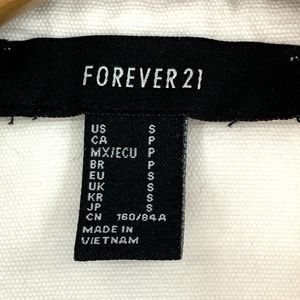 FOREVER 21
US S
CA P
MX/ECU P
BR P
EU S
UK S
KR S
JP S
CN 160/84A
MADE IN
VIETNAM